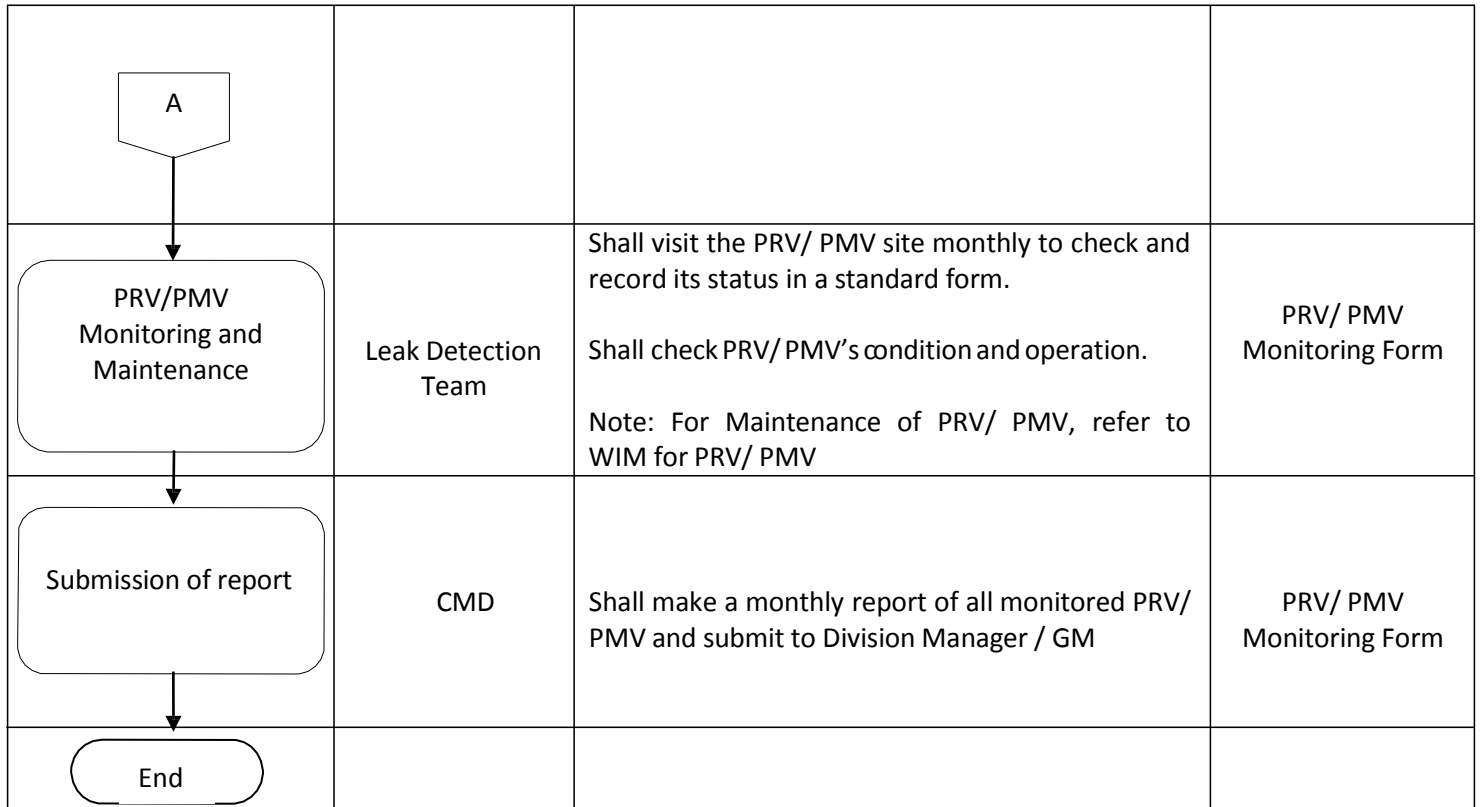 A
PRV/PMV
Monitoring and
Maintenance
Leak Detection
Team
Shall visit the PRV/ PMV site monthly to check and
record its status in a standard form.
Shall check PRV/ PMV’s condition and operation.
Note: For Maintenance of PRV/ PMV, refer to
WIM for PRV/ PMV
PRV/ PMV
Monitoring Form
Submission of report
CMD
Shall make a monthly report of all monitored PRV/
PMV and submit to Division Manager / GM
PRV/ PMV
Monitoring Form
End